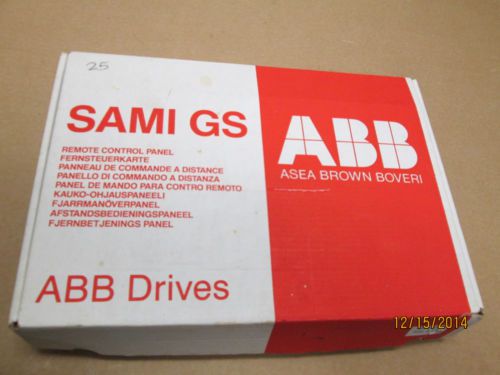 25
SAMI GS
REMOTE CONTROL PANEL
FERNSTEUERKARTE
PANNEAU DE COMMANDE A DISTANCE
PANELLO DI COMMANDO A DISTANZA
PANEL DE MANDO PARA CONTRO REMOTO
KAUKO-OHJAUSPANEELI
FJARRMANÖVERPANEL
AFSTANDSBEDIENINGSPANEEL
FJERNBETJENINGS PANEL
ABB Drives
ABB
ASEA BROWN BOVERI
12/15/2014